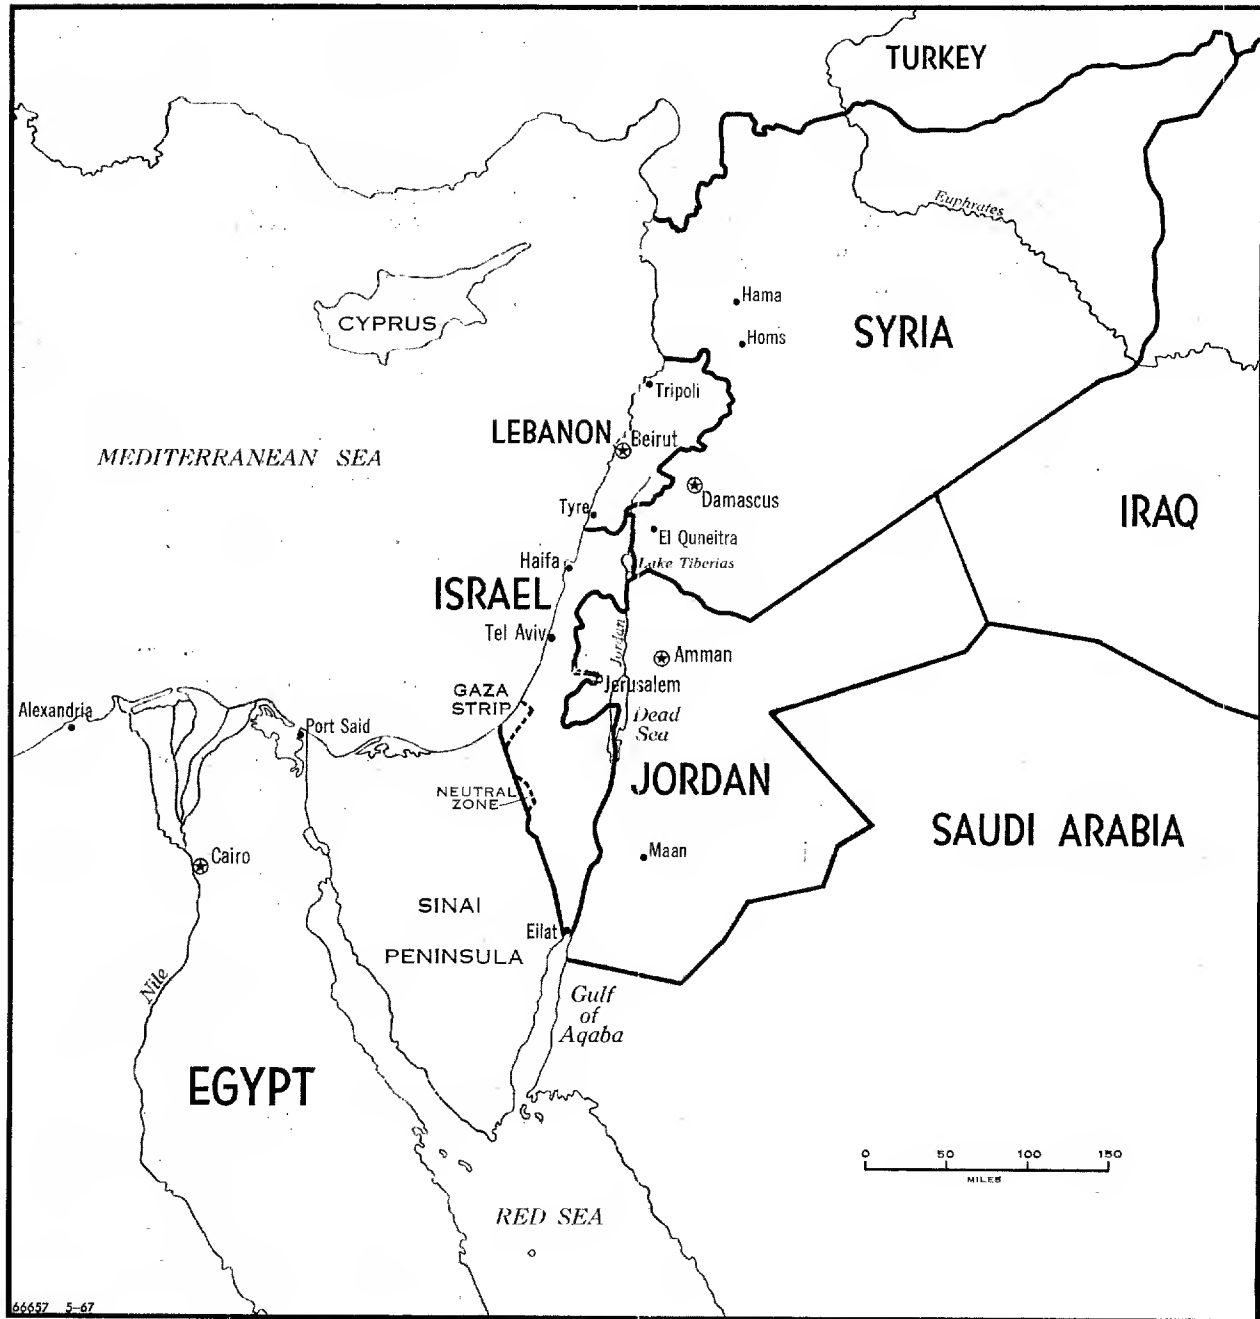 TURKEY
Euphrates
Hama
CYPRUS
SYRIA
Homs
Tripoli
LEBANON
Beirut
MEDITERRANEAN SEA
Damascus
Tyre
IRAQ
El Quneitra
Haifa
Lake Tiberias
ISRAEL
Tel Aviv
Jordan
Amman
Jerusalem
GAZA
STRIP
Alexandria
Port Said
Dead
Sea
JORDAN
NEUTRAL
ZONE
SAUDI ARABIA
Maan
Cairo
SINAI
PENINSULA
Eilat
Nile
Gulf
of
Aqaba
EGYPT
0 50 100 150
MILES
RED SEA
66657 5-67